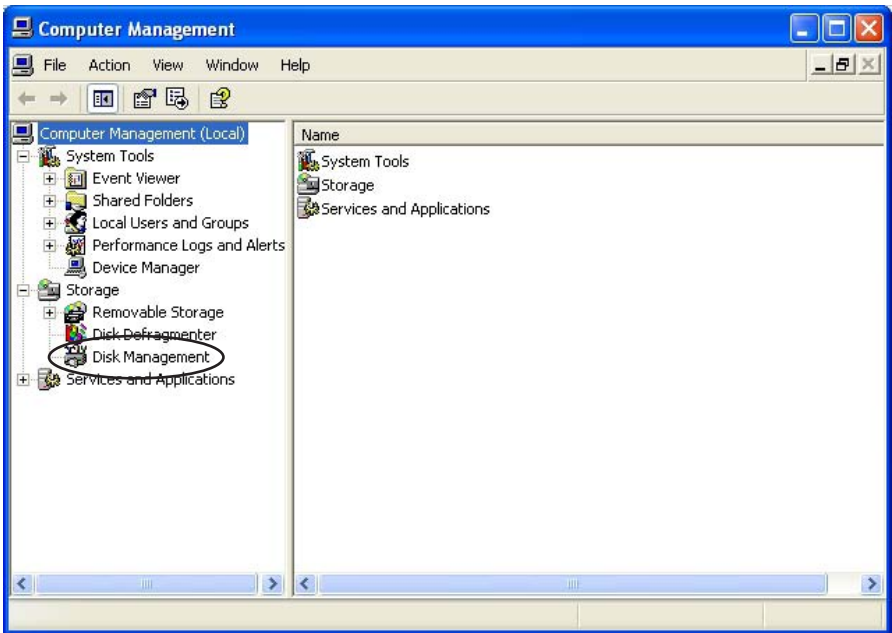 Computer Management
File Action View Window Help
Computer Management (Local)
System Tools
Event Viewer
Shared Folders
Local Users and Groups
Performance Logs and Alerts
Device Manager
Storage
Removable Storage
Disk Defragmenter
Disk Management
Services and Applications
Name
System Tools
Storage
Services and Applications